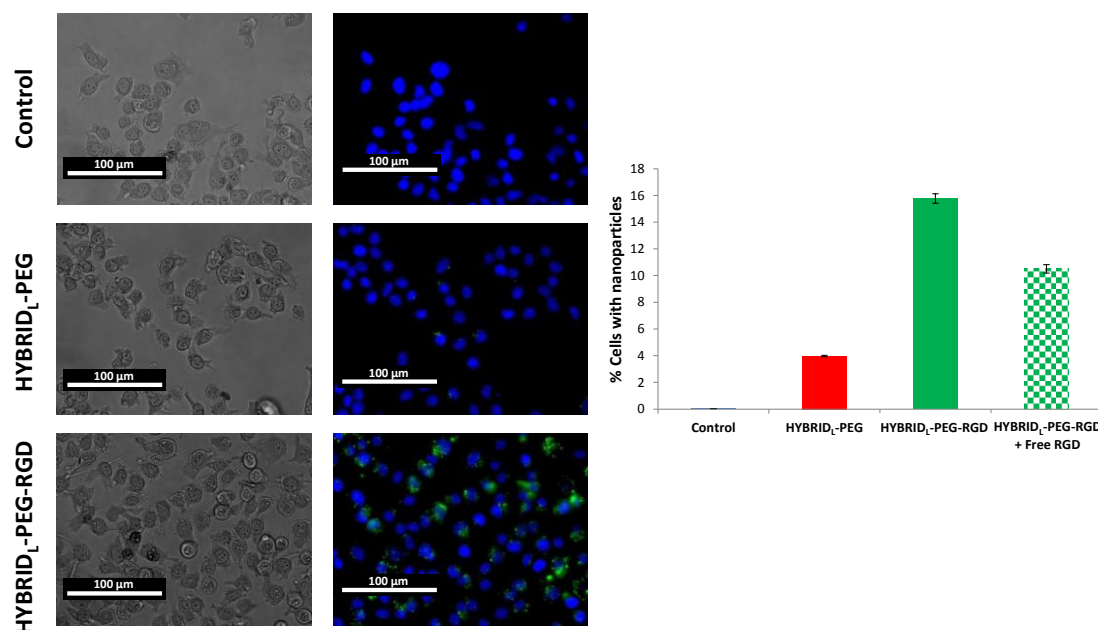 Control
100 µm
100 µm
HYBRIDL-PEG
100 µm
100 µm
HYBRIDL-PEG-RGD
100 µm
100 µm
% Cells with nanoparticles
18
16
14
12
10
8
6
4
2
0
Control
HYBRIDL-PEG
HYBRIDL-PEG-RGD
HYBRIDL-PEG-RGD
+ Free RGD